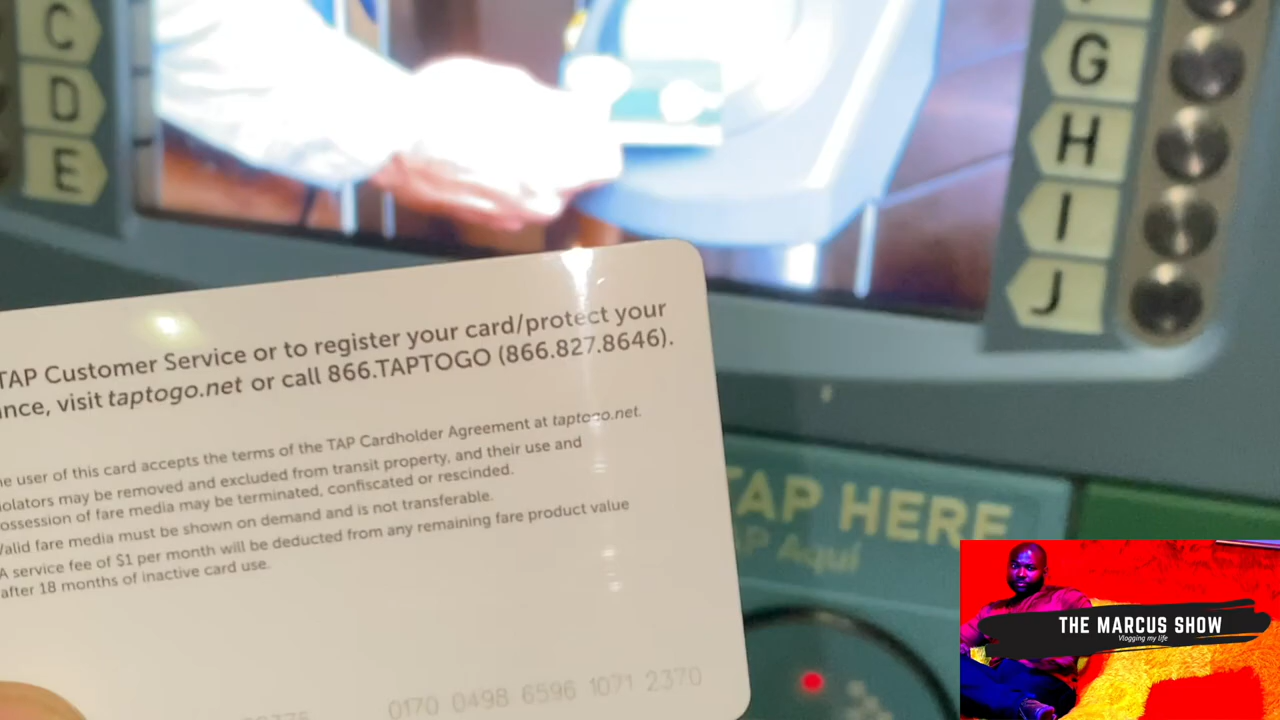 C
D
E
G
H
I
J
TAP Customer Service or to register your card/protect your
nce, visit taptogo.net or call 866.TAPTOGO (866.827.8646).
e user of this card accepts the terms of the TAP Cardholder Agreement at taptogo.net.
iolators may be removed and excluded from transit property, and their use and
ossession of fare media may be terminated, confiscated or rescinded.
Valid fare media must be shown on demand and is not transferable.
A service fee of $1 per month will be deducted from any remaining fare product value
after 18 months of inactive card use.
0170 0498 6596 1071 2370
TAP HERE
AP Aquí
THE MARCUS SHOW
Vlogging my life